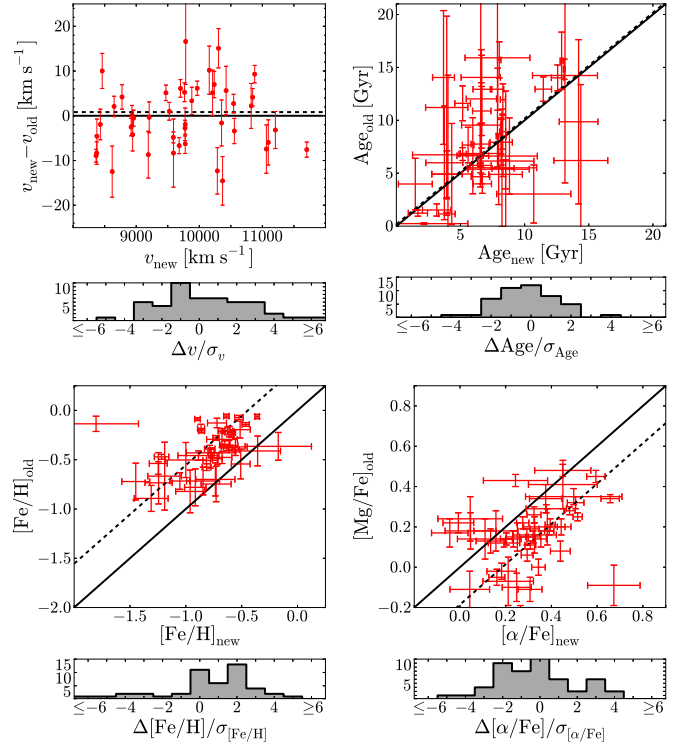 v_new−v_old [km s⁻¹]
20
10
0
−10
−20
9000 10000 11000
v_new [km s⁻¹]
15
10
5
≤−6 −4 −2 0 2 4 ≥6
Δv/σ_v
Age_old [Gyr]
20
15
10
5
0
5 10 15 20
Age_new [Gyr]
15
10
5
≤−6 −4 −2 0 2 4 ≥6
ΔAge/σ_Age
[Fe/H]_old
0.0
−0.5
−1.0
−1.5
−2.0
−1.5 −1.0 −0.5 0.0
[Fe/H]_new
15
10
5
≤−6 −4 −2 0 2 4 ≥6
Δ[Fe/H]/σ_[Fe/H]
[Mg/Fe]_old
0.8
0.6
0.4
0.2
0.0
−0.2
0.0 0.2 0.4 0.6 0.8
[α/Fe]_new
10
5
≤−6 −4 −2 0 2 4 ≥6
Δ[α/Fe]/σ_[α/Fe]